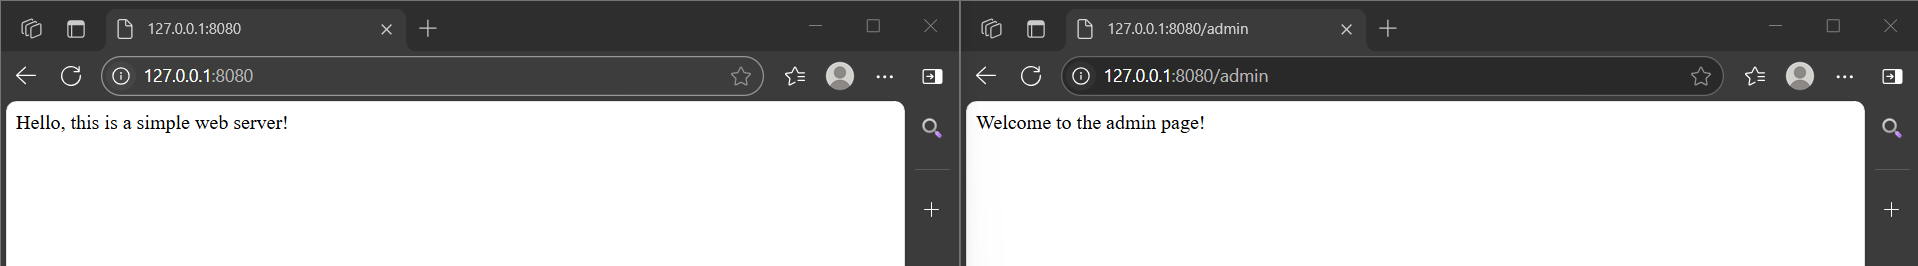 127.0.0.1:8080
127.0.0.1:8080
Hello, this is a simple web server!
127.0.0.1:8080/admin
127.0.0.1:8080/admin
Welcome to the admin page!